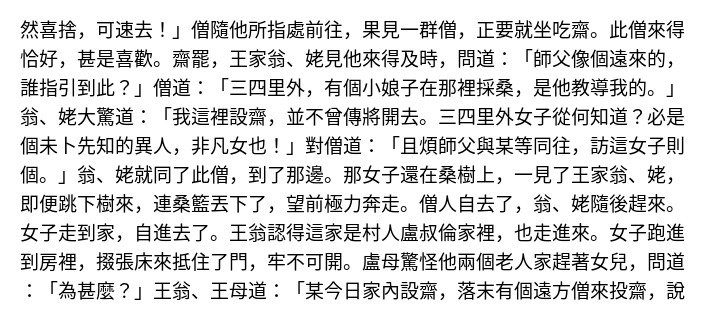 然喜捨，可速去！」僧隨他所指處前往，果見一群僧，正要就坐吃齋。此僧來得
恰好，甚是喜歡。齋罷，王家翁、姥見他來得及時，問道：「師父像個遠來的，
誰指引到此？」僧道：「三四里外，有個小娘子在那裡採桑，是他教導我的。」
翁、姥大驚道：「我這裡設齋，並不曾傳將開去。三四里外女子從何知道？必是
個未卜先知的異人，非凡女也！」對僧道：「且煩師父與某等同往，訪這女子則
個。」翁、姥就同了此僧，到了那邊。那女子還在桑樹上，一見了王家翁、姥，
即便跳下樹來，連桑籃丟下了，望前極力奔走。僧人自去了，翁、姥隨後趕來。
女子走到家，自進去了。王翁認得這家是村人盧叔倫家裡，也走進來。女子跑進
到房裡，掇張床來抵住了門，牢不可開。盧母驚怪他兩個老人家趕著女兒，問道
：「為甚麼？」王翁、王母道：「某今日家內設齋，落末有個遠方僧來投齋，說